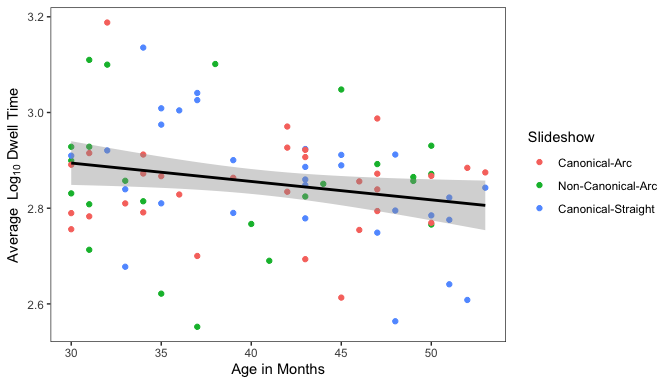 3.2
3.0
2.8
2.6
Average Log10 Dwell Time
30 35 40 45 50
Age in Months
Slideshow
Canonical-Arc
Non-Canonical-Arc
Canonical-Straight